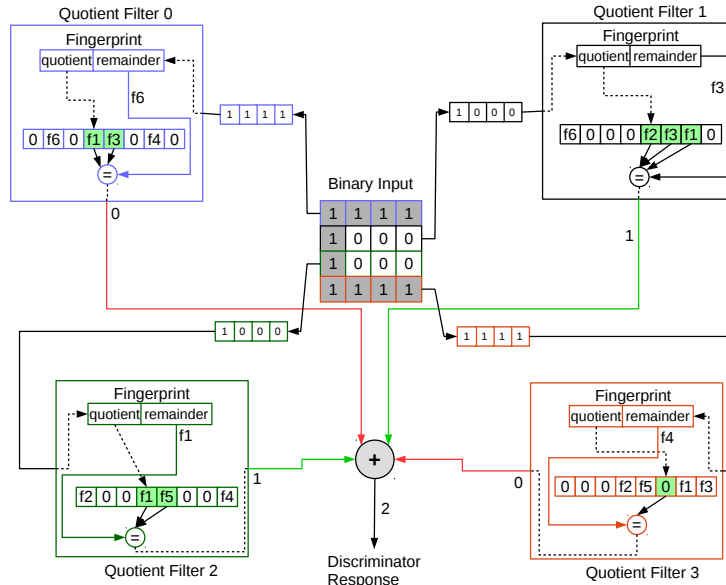 Quotient Filter 0
Fingerprint
quotient remainder
f6
0 f6 0 f1 f3 0 f4 0
=
0
1 1 1 1
Quotient Filter 1
Fingerprint
quotient remainder
f3
f6 0 0 0 f2 f3 f1 0
=
1
1 0 0 0
Binary Input
1 1 1 1
1 0 0 0
1 0 0 0
1 1 1 1
1 0 0 0
1 1 1 1
Fingerprint
quotient remainder
f1
f2 0 0 f1 f5 0 0 f4
=
1
Quotient Filter 2
+
2
Discriminator
Response
Fingerprint
quotient remainder
f4
0 0 0 f2 f5 0 f1 f3
=
0
Quotient Filter 3